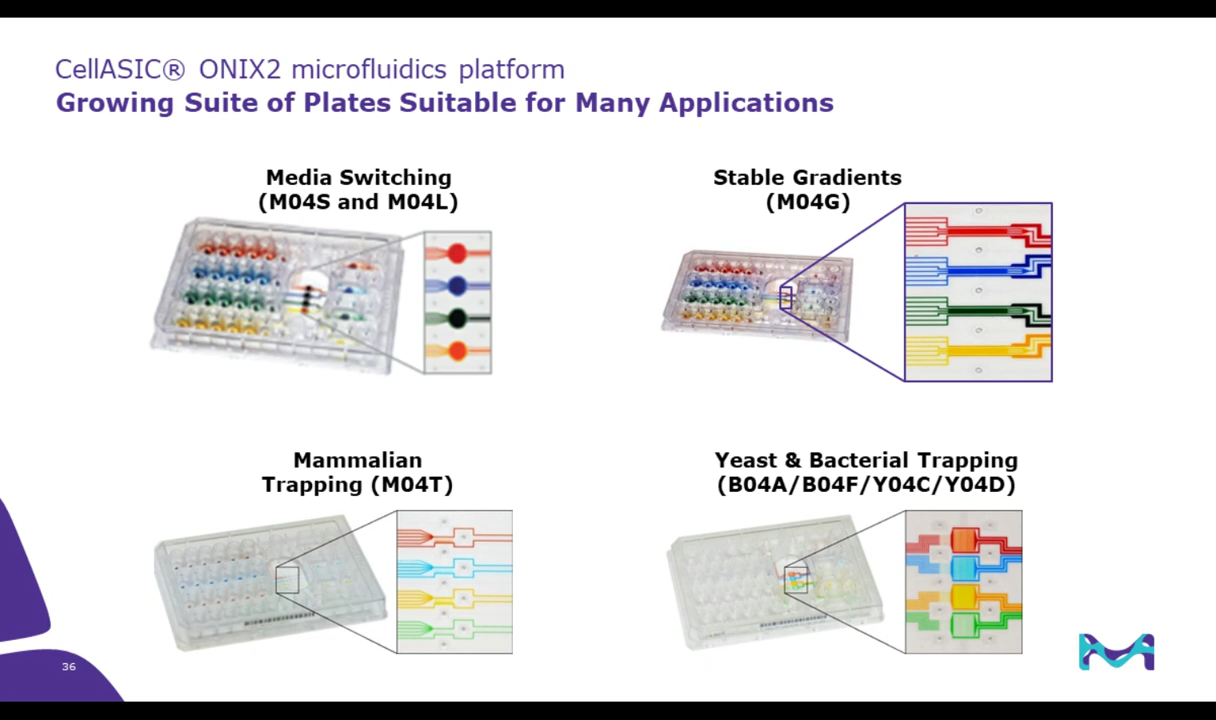 CellASIC® ONIX2 microfluidics platform
Growing Suite of Plates Suitable for Many Applications
Media Switching
(M04S and M04L)
Stable Gradients
(M04G)
Mammalian
Trapping (M04T)
Yeast & Bacterial Trapping
(B04A/B04F/Y04C/Y04D)
36